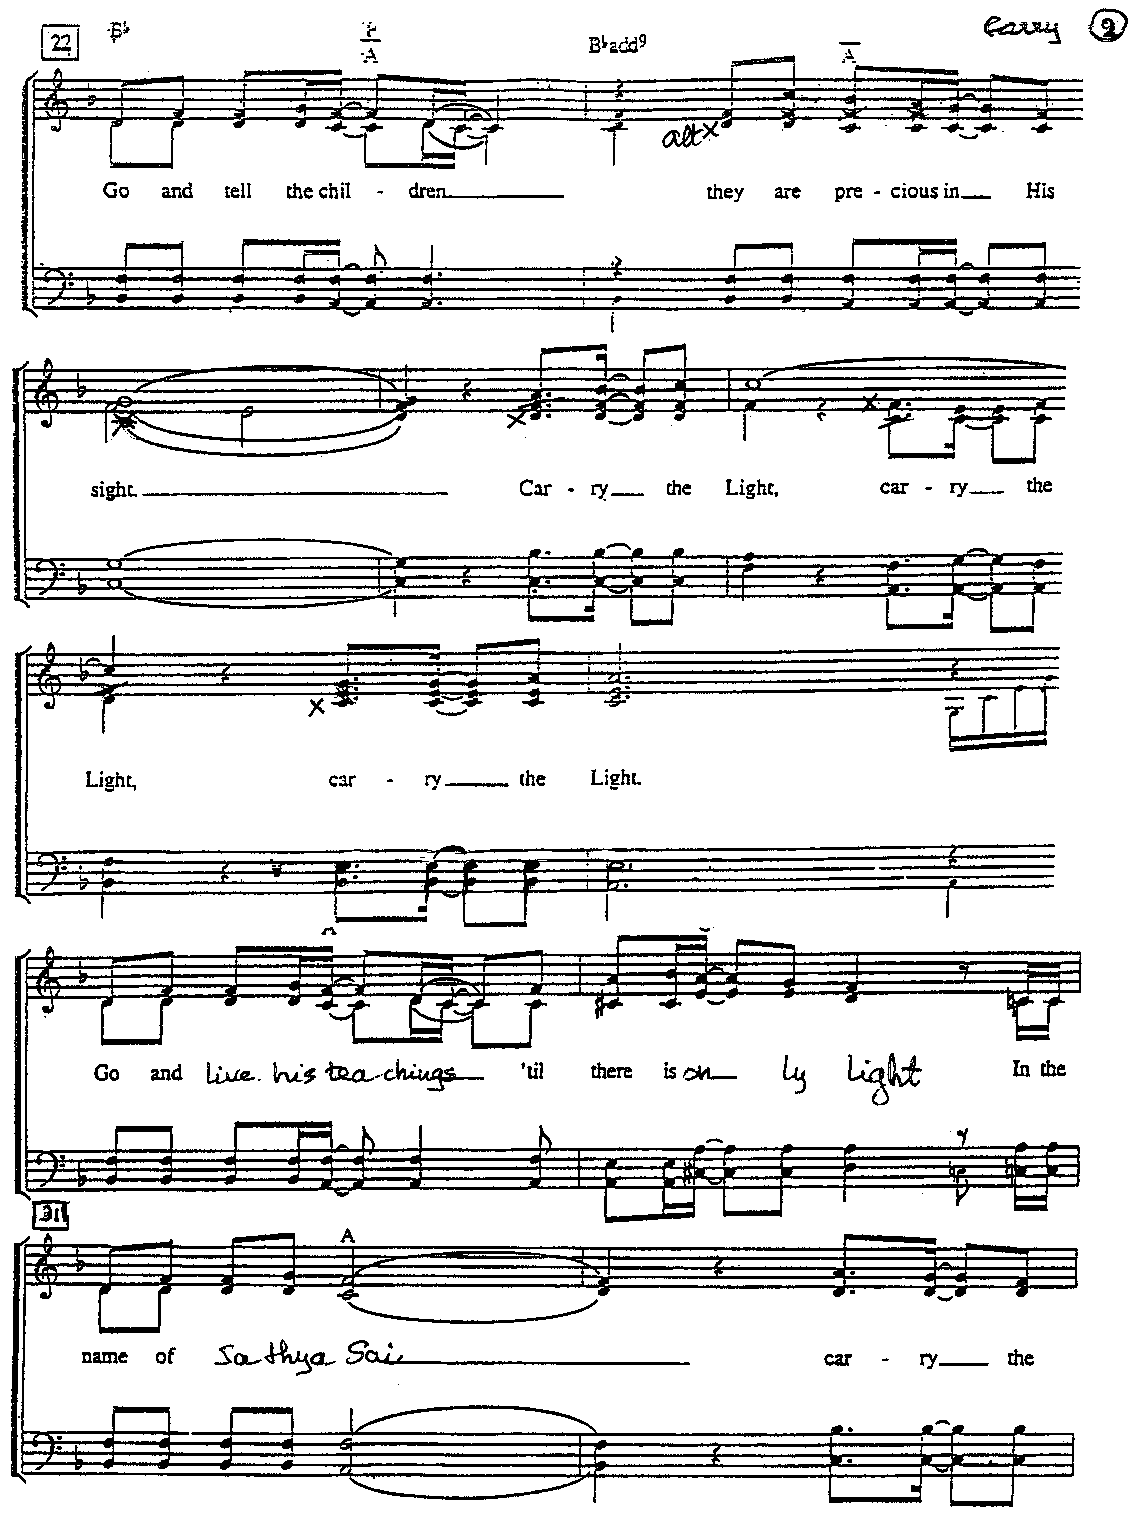 Carry 2
22 B♭ F/A B♭add9 A
alt x
Go and tell the chil - dren they are pre - cious in His
sight. Car - ry the Light, car - ry the
Light, car - ry the Light.
Go and live his tea-chings 'til there is on ly light In the
31
A
name of Sathya Sai car - ry the